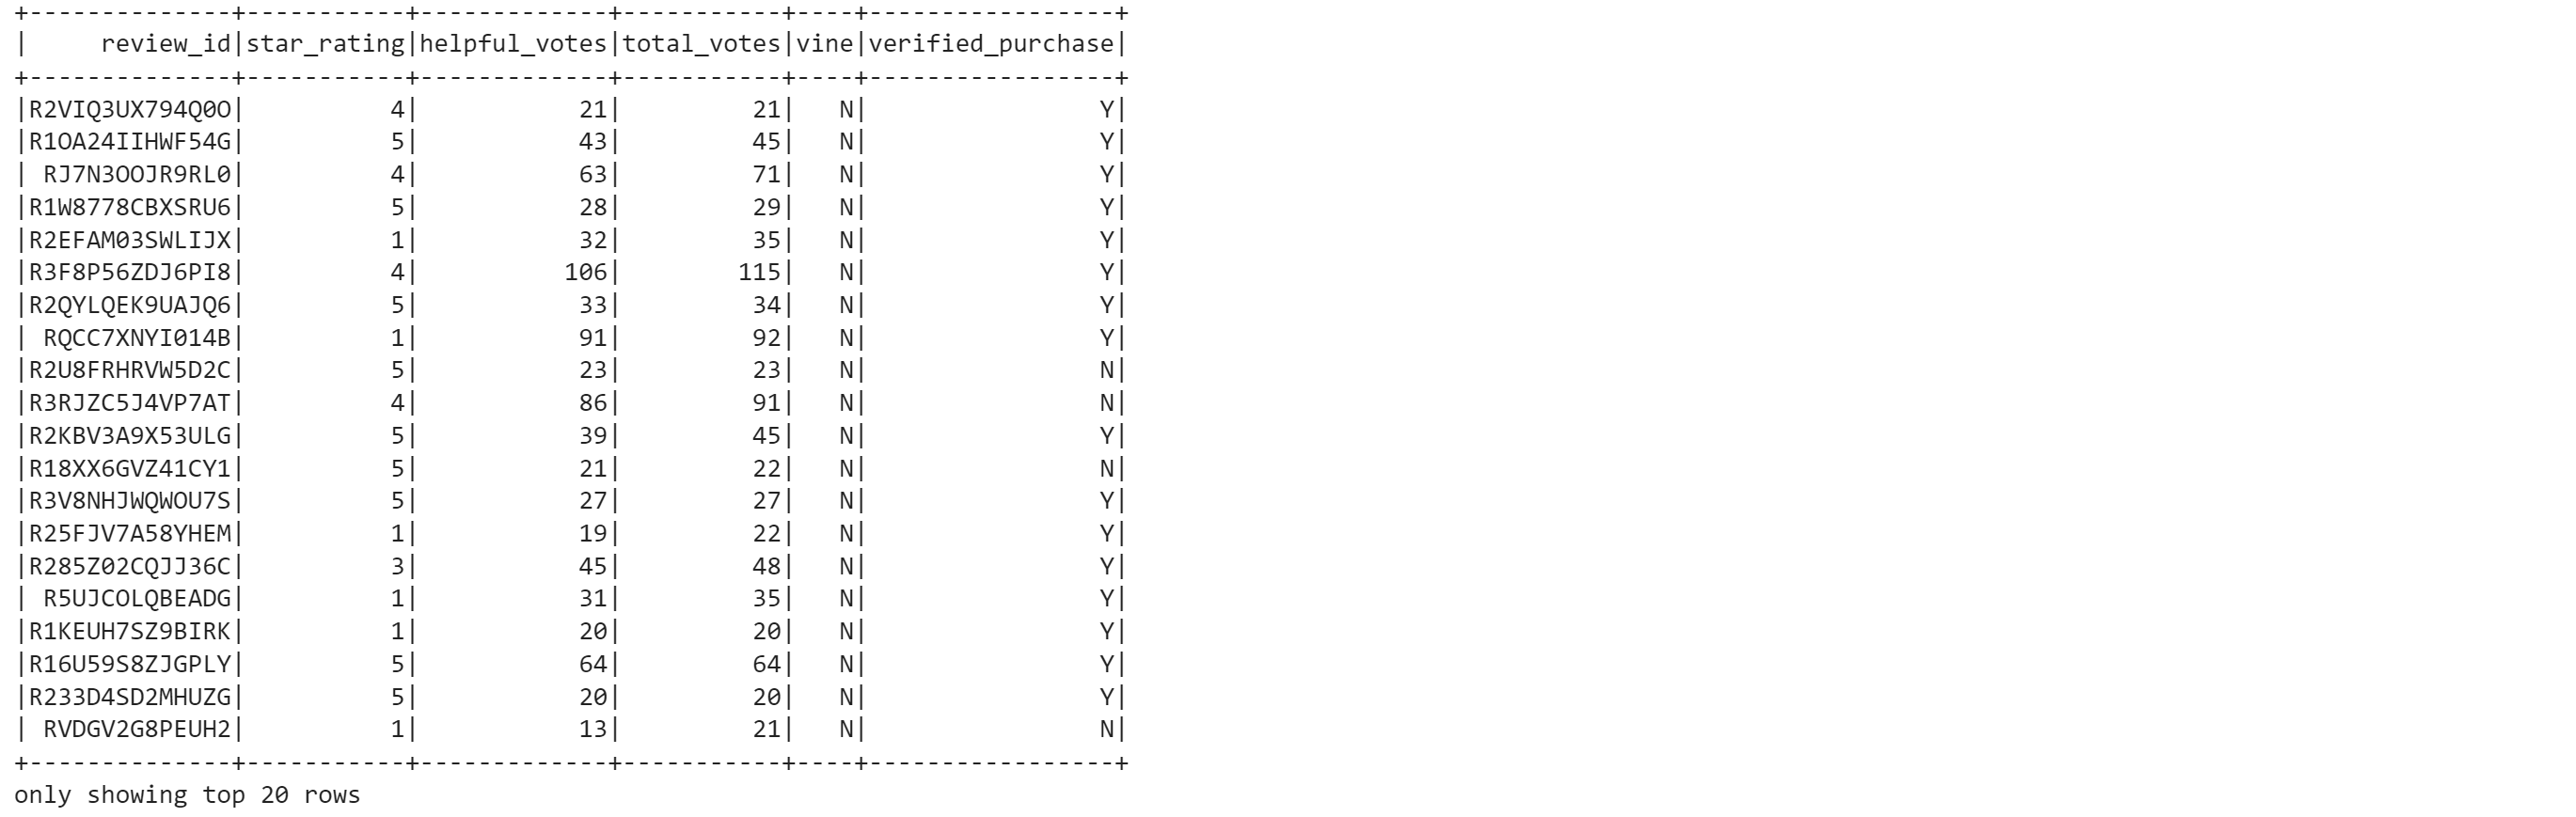 +--------------+-----------+-------------+-----------+----+-----------------+
|     review_id|star_rating|helpful_votes|total_votes|vine|verified_purchase|
+--------------+-----------+-------------+-----------+----+-----------------+
|R2VIQ3UX794Q0O|          4|           21|         21|   N|                Y|
|R1OA24IIHWF54G|          5|           43|         45|   N|                Y|
| RJ7N3OOJR9RL0|          4|           63|         71|   N|                Y|
|R1W8778CBXSRU6|          5|           28|         29|   N|                Y|
|R2EFAM03SWLIJX|          1|           32|         35|   N|                Y|
|R3F8P56ZDJ6PI8|          4|          106|        115|   N|                Y|
|R2QYLQEK9UAJQ6|          5|           33|         34|   N|                Y|
| RQCC7XNYI014B|          1|           91|         92|   N|                Y|
|R2U8FRHRVW5D2C|          5|           23|         23|   N|                N|
|R3RJZC5J4VP7AT|          4|           86|         91|   N|                N|
|R2KBV3A9X53ULG|          5|           39|         45|   N|                Y|
|R18XX6GVZ41CY1|          5|           21|         22|   N|                N|
|R3V8NHJWQWOU7S|          5|           27|         27|   N|                Y|
|R25FJV7A58YHEM|          1|           19|         22|   N|                Y|
|R285Z02CQJJ36C|          3|           45|         48|   N|                Y|
| R5UJCOLQBEADG|          1|           31|         35|   N|                Y|
|R1KEUH7SZ9BIRK|          1|           20|         20|   N|                Y|
|R16U59S8ZJGPLY|          5|           64|         64|   N|                Y|
|R233D4SD2MHUZG|          5|           20|         20|   N|                Y|
| RVDGV2G8PEUH2|          1|           13|         21|   N|                N|
+--------------+-----------+-------------+-----------+----+-----------------+
only showing top 20 rows